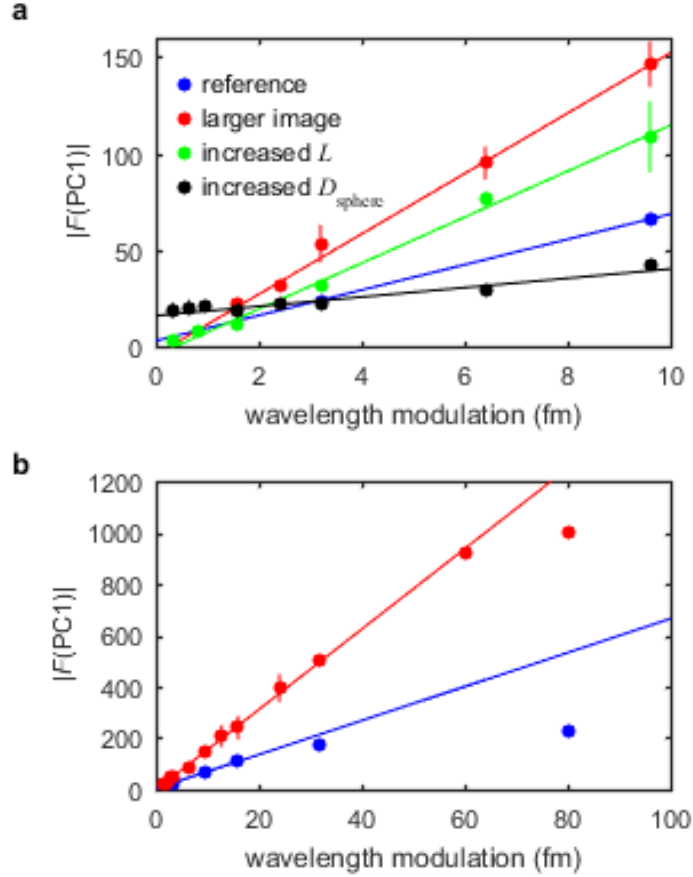 a
150
100
50
0
|F(PC1)|
reference
larger image
increased L
increased Dsphere
0 2 4 6 8 10
wavelength modulation (fm)
b
1200
1000
800
600
400
200
0
|F(PC1)|
0 20 40 60 80 100
wavelength modulation (fm)